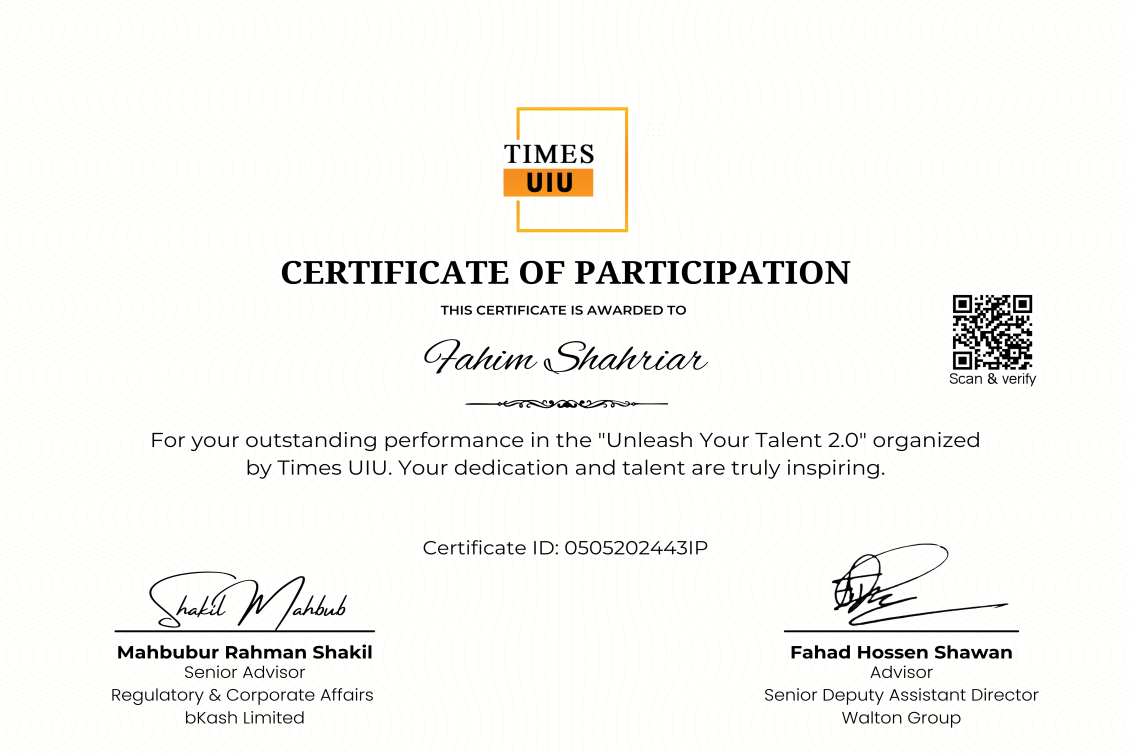 TIMES
UIU
CERTIFICATE OF PARTICIPATION
THIS CERTIFICATE IS AWARDED TO
Fahim Shahriar
Scan & verify
For your outstanding performance in the "Unleash Your Talent 2.0" organized
by Times UIU. Your dedication and talent are truly inspiring.
Certificate ID: 0505202443IP
Shakil Mahbub
Mahbubur Rahman Shakil
Senior Advisor
Regulatory & Corporate Affairs
bKash Limited
Fahad Hossen Shawan
Advisor
Senior Deputy Assistant Director
Walton Group